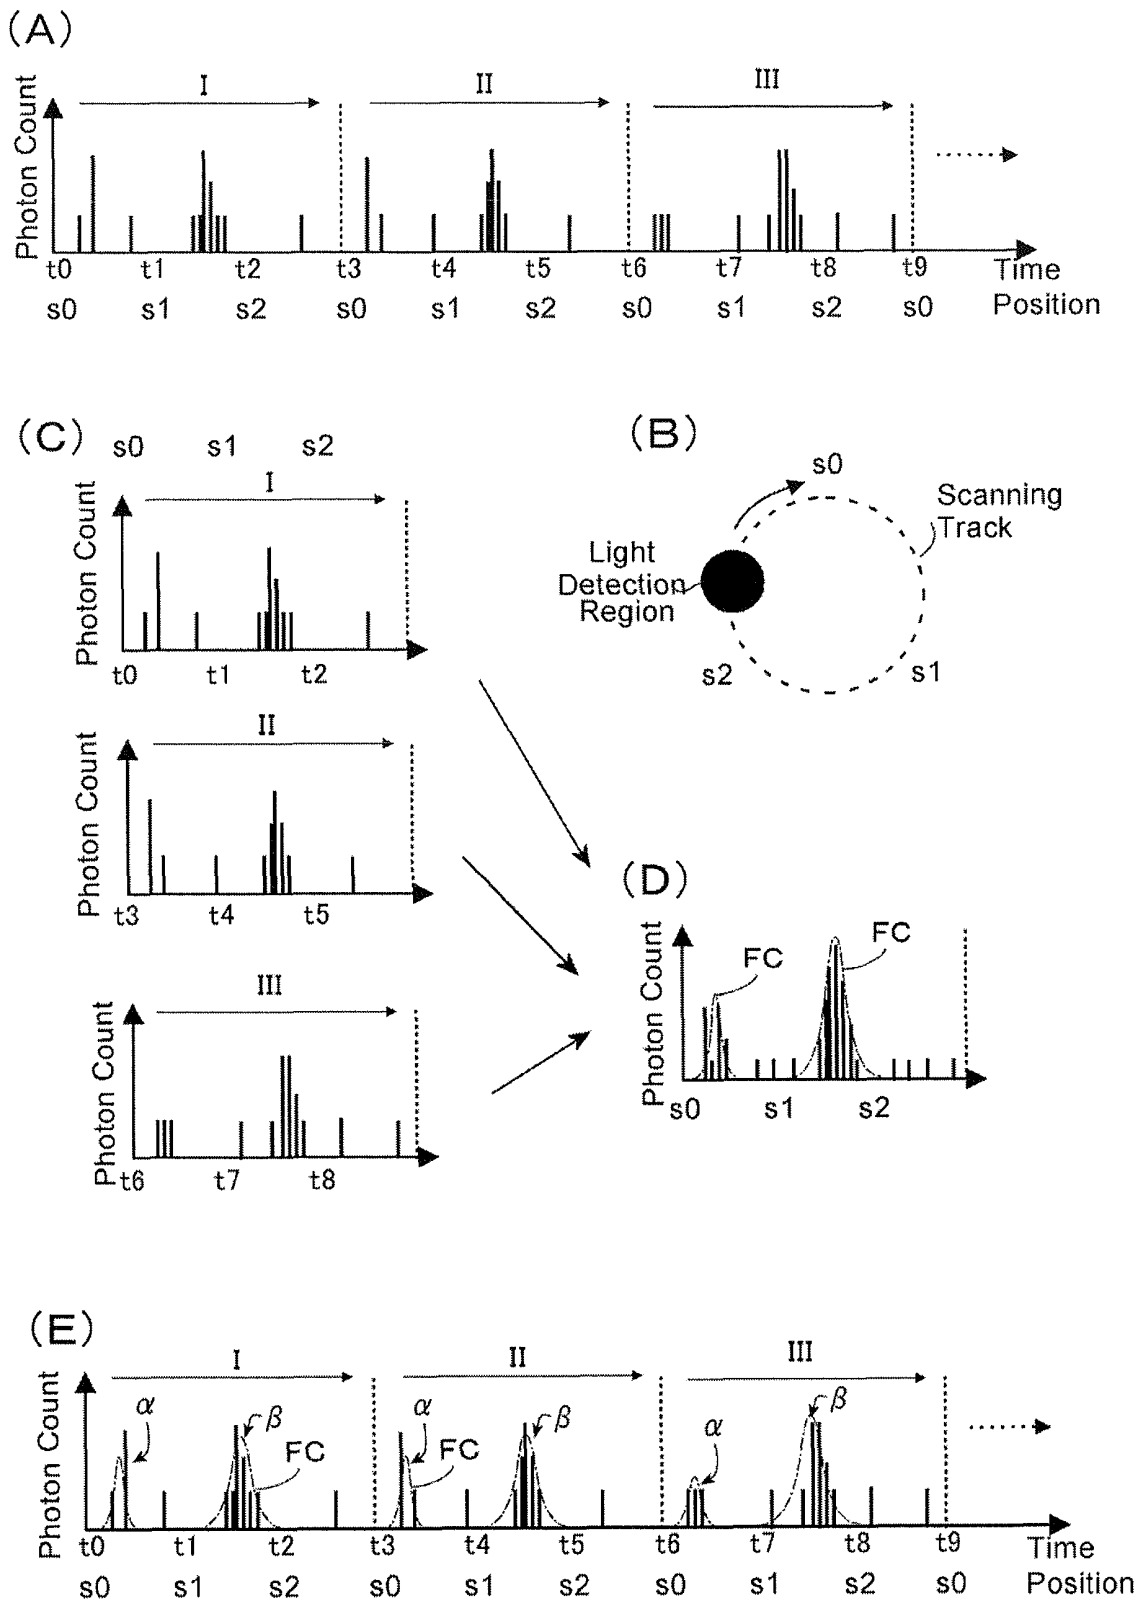 (A)
I II III
Photon Count
t0 t1 t2 t3 t4 t5 t6 t7 t8 t9 Time
s0 s1 s2 s0 s1 s2 s0 s1 s2 s0 Position
(C) s0 s1 s2
I
Photon Count
t0 t1 t2
II
Photon Count
t3 t4 t5
III
Photon Count
t6 t7 t8
(B)
s0
Scanning
Track
Light
Detection
Region
s2 s1
(D)
FC FC
Photon Count
s0 s1 s2
(E)
I II III
α β α β α β
FC FC
Photon Count
t0 t1 t2 t3 t4 t5 t6 t7 t8 t9 Time
s0 s1 s2 s0 s1 s2 s0 s1 s2 s0 Position